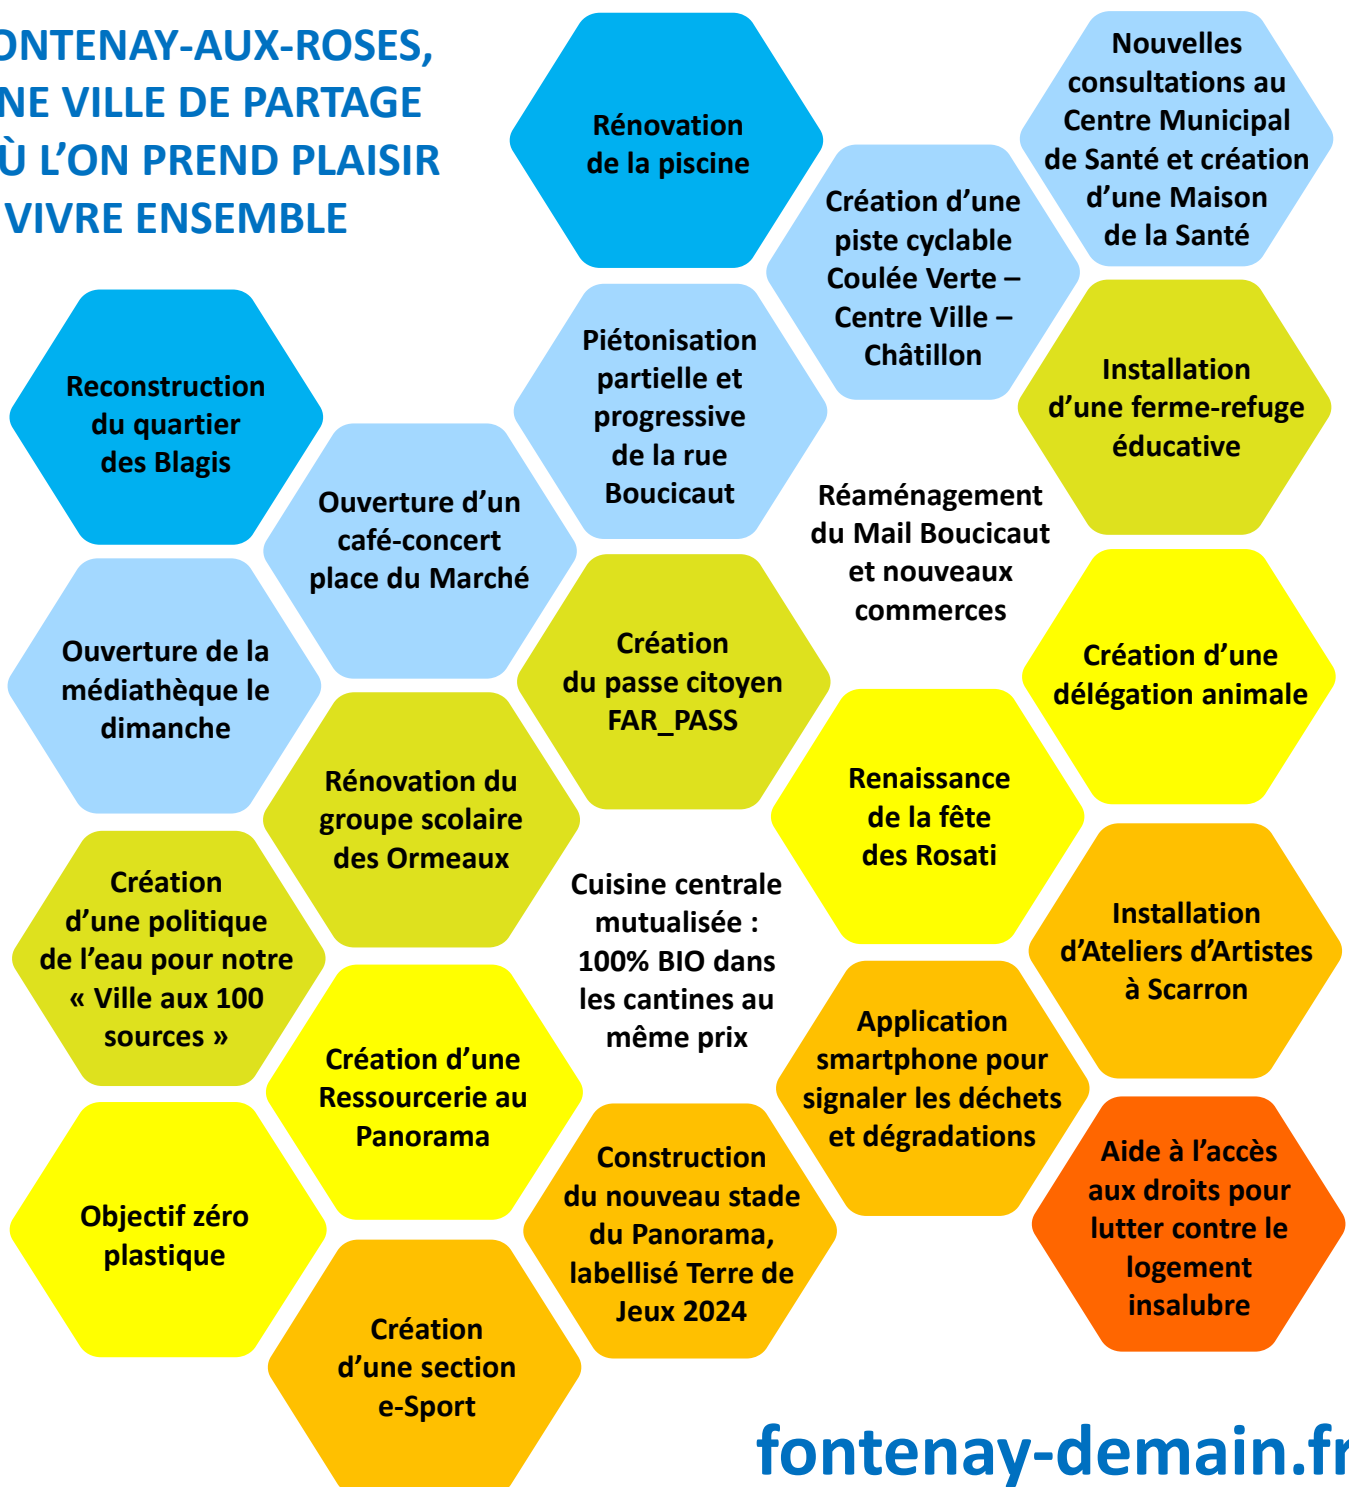 ONTENAY-AUX-ROSES,
NE VILLE DE PARTAGE
Ù L’ON PREND PLAISIR
VIVRE ENSEMBLE
Rénovation
de la piscine
Nouvelles
consultations au
Centre Municipal
de Santé et création
d’une Maison
de la Santé
Création d’une
piste cyclable
Coulée Verte –
Centre Ville –
Châtillon
Reconstruction
du quartier
des Blagis
Piétonisation
partielle et
progressive
de la rue
Boucicaut
Installation
d’une ferme-refuge
éducative
Ouverture d’un
café-concert
place du Marché
Réaménagement
du Mail Boucicaut
et nouveaux
commerces
Ouverture de la
médiathèque le
dimanche
Création
du passe citoyen
FAR_PASS
Création d’une
délégation animale
Rénovation du
groupe scolaire
des Ormeaux
Renaissance
de la fête
des Rosati
Création
d’une politique
de l’eau pour notre
« Ville aux 100
sources »
Cuisine centrale
mutualisée :
100% BIO dans
les cantines au
même prix
Installation
d’Ateliers d’Artistes
à Scarron
Création d’une
Ressourcerie au
Panorama
Application
smartphone pour
signaler les déchets
et dégradations
Objectif zéro
plastique
Construction
du nouveau stade
du Panorama,
labellisé Terre de
Jeux 2024
Aide à l’accès
aux droits pour
lutter contre le
logement
insalubre
Création
d’une section
e-Sport
fontenay-demain.fr